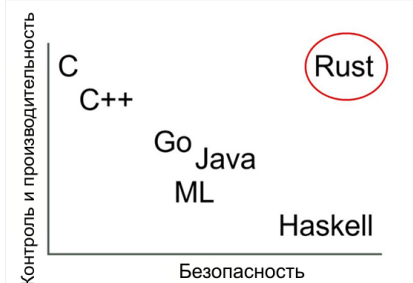 Контроль и производительность
C
Rust
C++
Go
Java
ML
Haskell
Безопасность